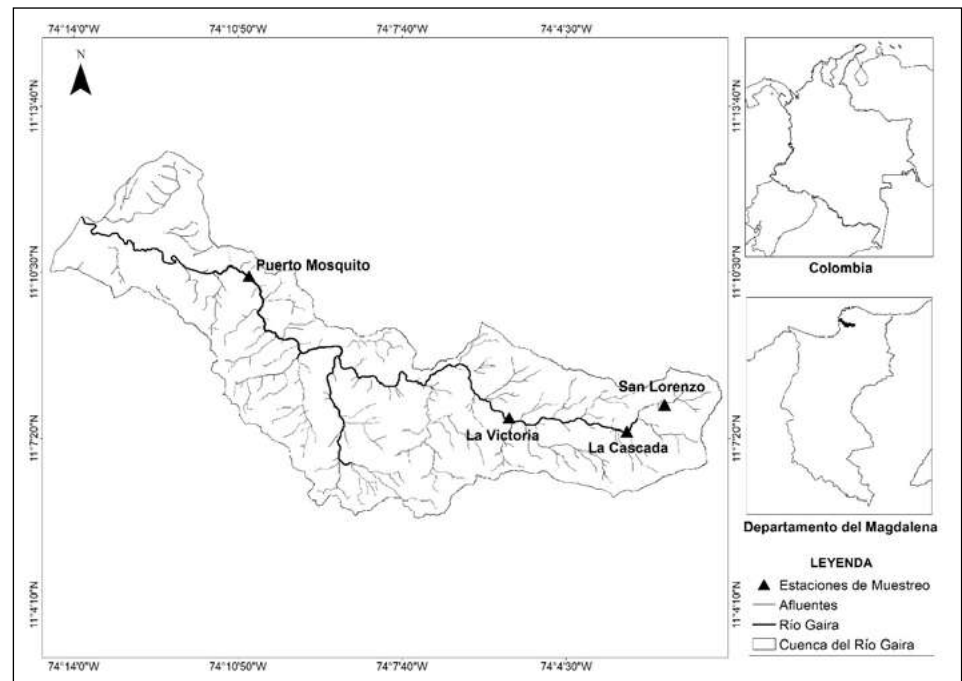 74°14'0"W 74°10'50"W 74°7'40"W 74°4'30"W
N
11°13'40"N 11°13'40"N
Puerto Mosquito
11°10'30"N 11°10'30"N
Colombia
San Lorenzo
La Victoria
La Cascada
11°7'20"N 11°7'20"N
Departamento del Magdalena
LEYENDA
Estaciones de Muestreo
Afluentes
Río Gaira
Cuenca del Río Gaira
11°4'10"N 11°4'10"N
74°14'0"W 74°10'50"W 74°7'40"W 74°4'30"W